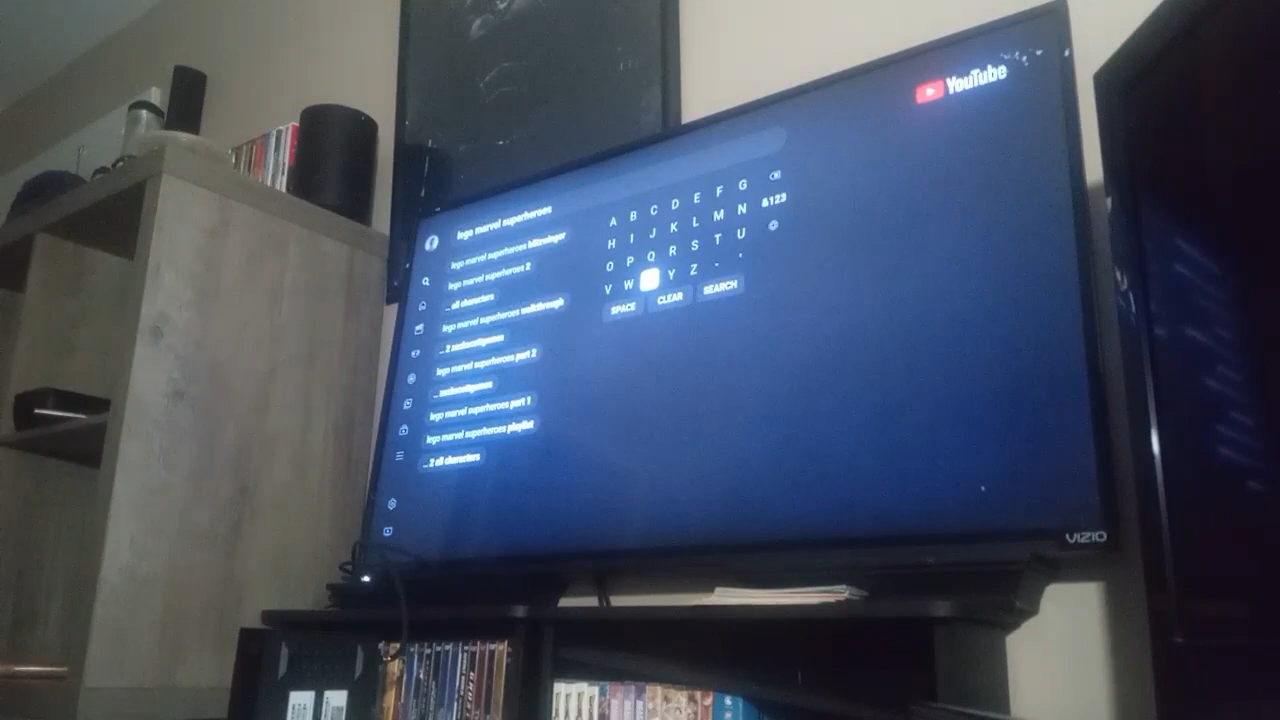 YouTube
lego marvel superheroes
lego marvel superheroes bitzwinger
lego marvel superheroes 2
... all characters
lego marvel superheroes walkthrough
... 2 zackscottgames
lego marvel superheroes part 2
... zackscottgames
lego marvel superheroes part 1
lego marvel superheroes playlist
... 2 all characters
A B C D E F G
H I J K L M N &123
O P Q R S T U
V W Y Z - '
SPACE CLEAR SEARCH
VIZIO